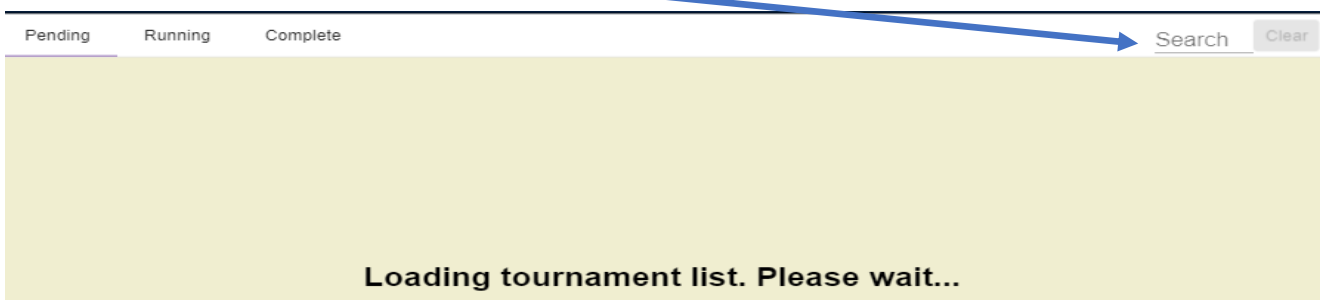 Pending Running Complete Search Clear
Loading tournament list. Please wait...